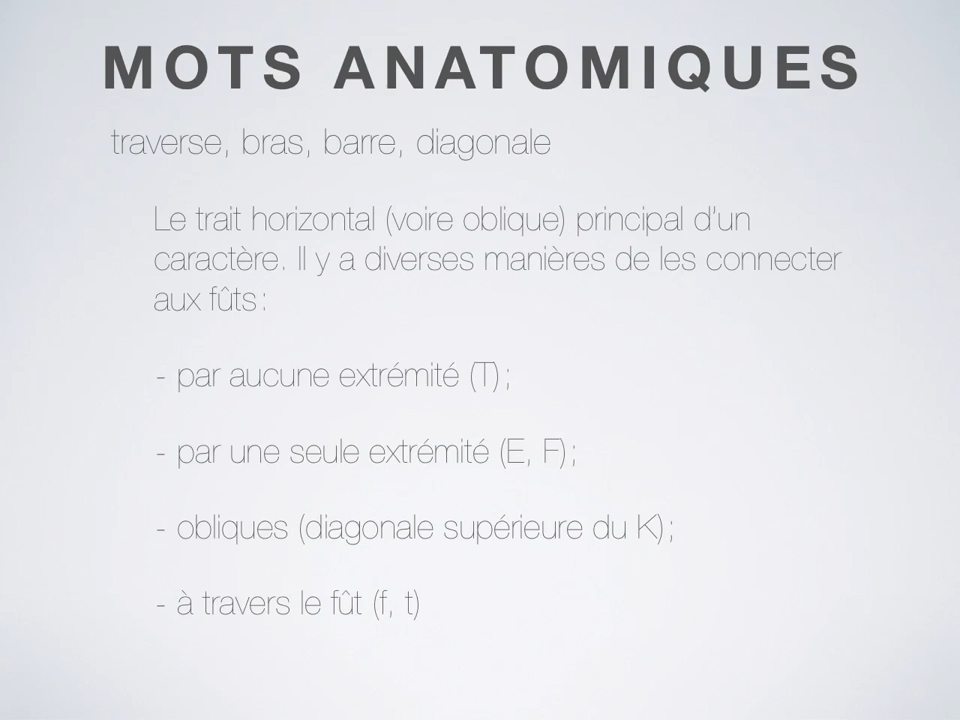 MOTS ANATOMIQUES
traverse, bras, barre, diagonale
Le trait horizontal (voire oblique) principal d'un
caractère. Il y a diverses manières de les connecter
aux fûts :
- par aucune extrémité (T) ;
- par une seule extrémité (E, F) ;
- obliques (diagonale supérieure du K) ;
- à travers le fût (f, t)